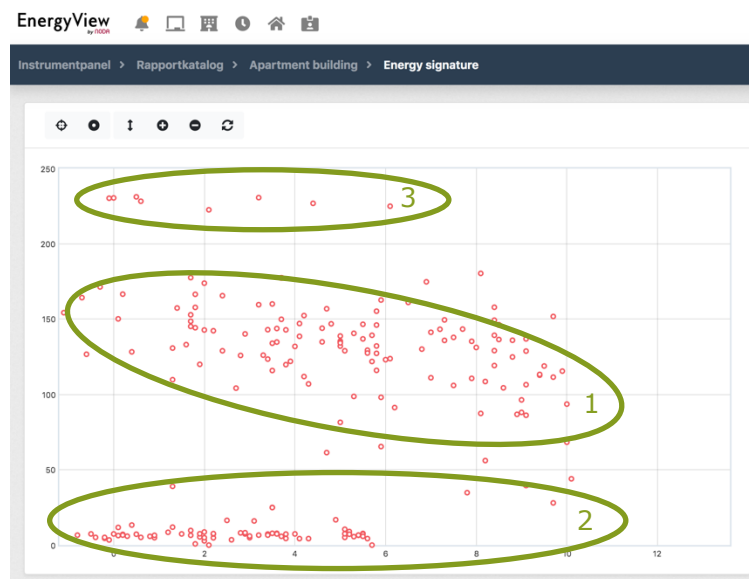 EnergyView
by NODA
Instrumentpanel > Rapportkatalog > Apartment building > Energy signature
250
3
200
150
100
1
50
2
0
0 2 4 6 8 10 12